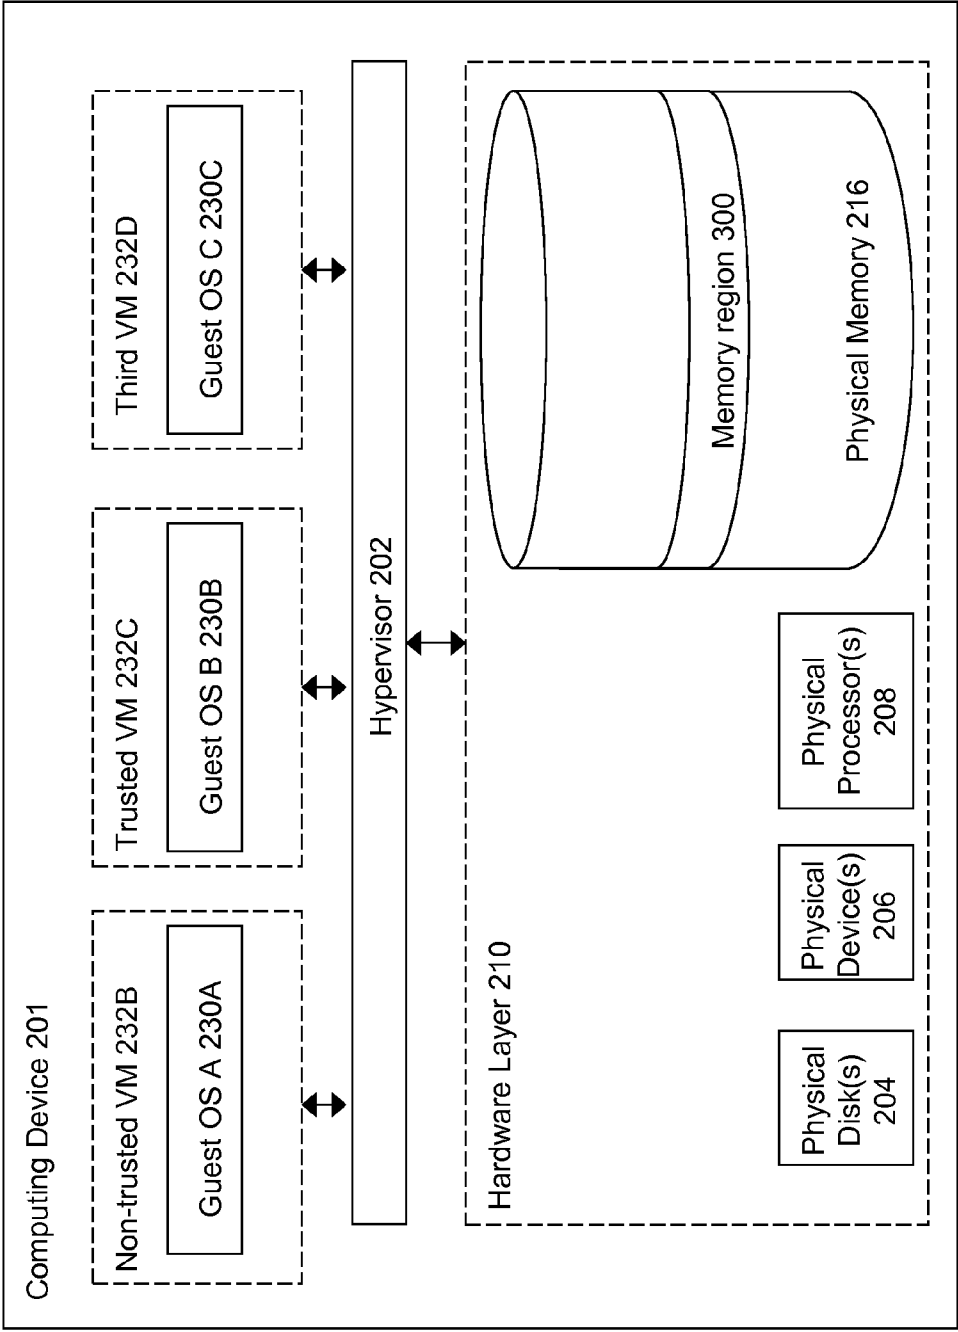 Computing Device 201
Non-trusted VM 232B
Guest OS A 230A
Trusted VM 232C
Guest OS B 230B
Third VM 232D
Guest OS C 230C
Hypervisor 202
Hardware Layer 210
Physical
Disk(s)
204
Physical
Device(s)
206
Physical
Processor(s)
208
Memory region 300
Physical Memory 216